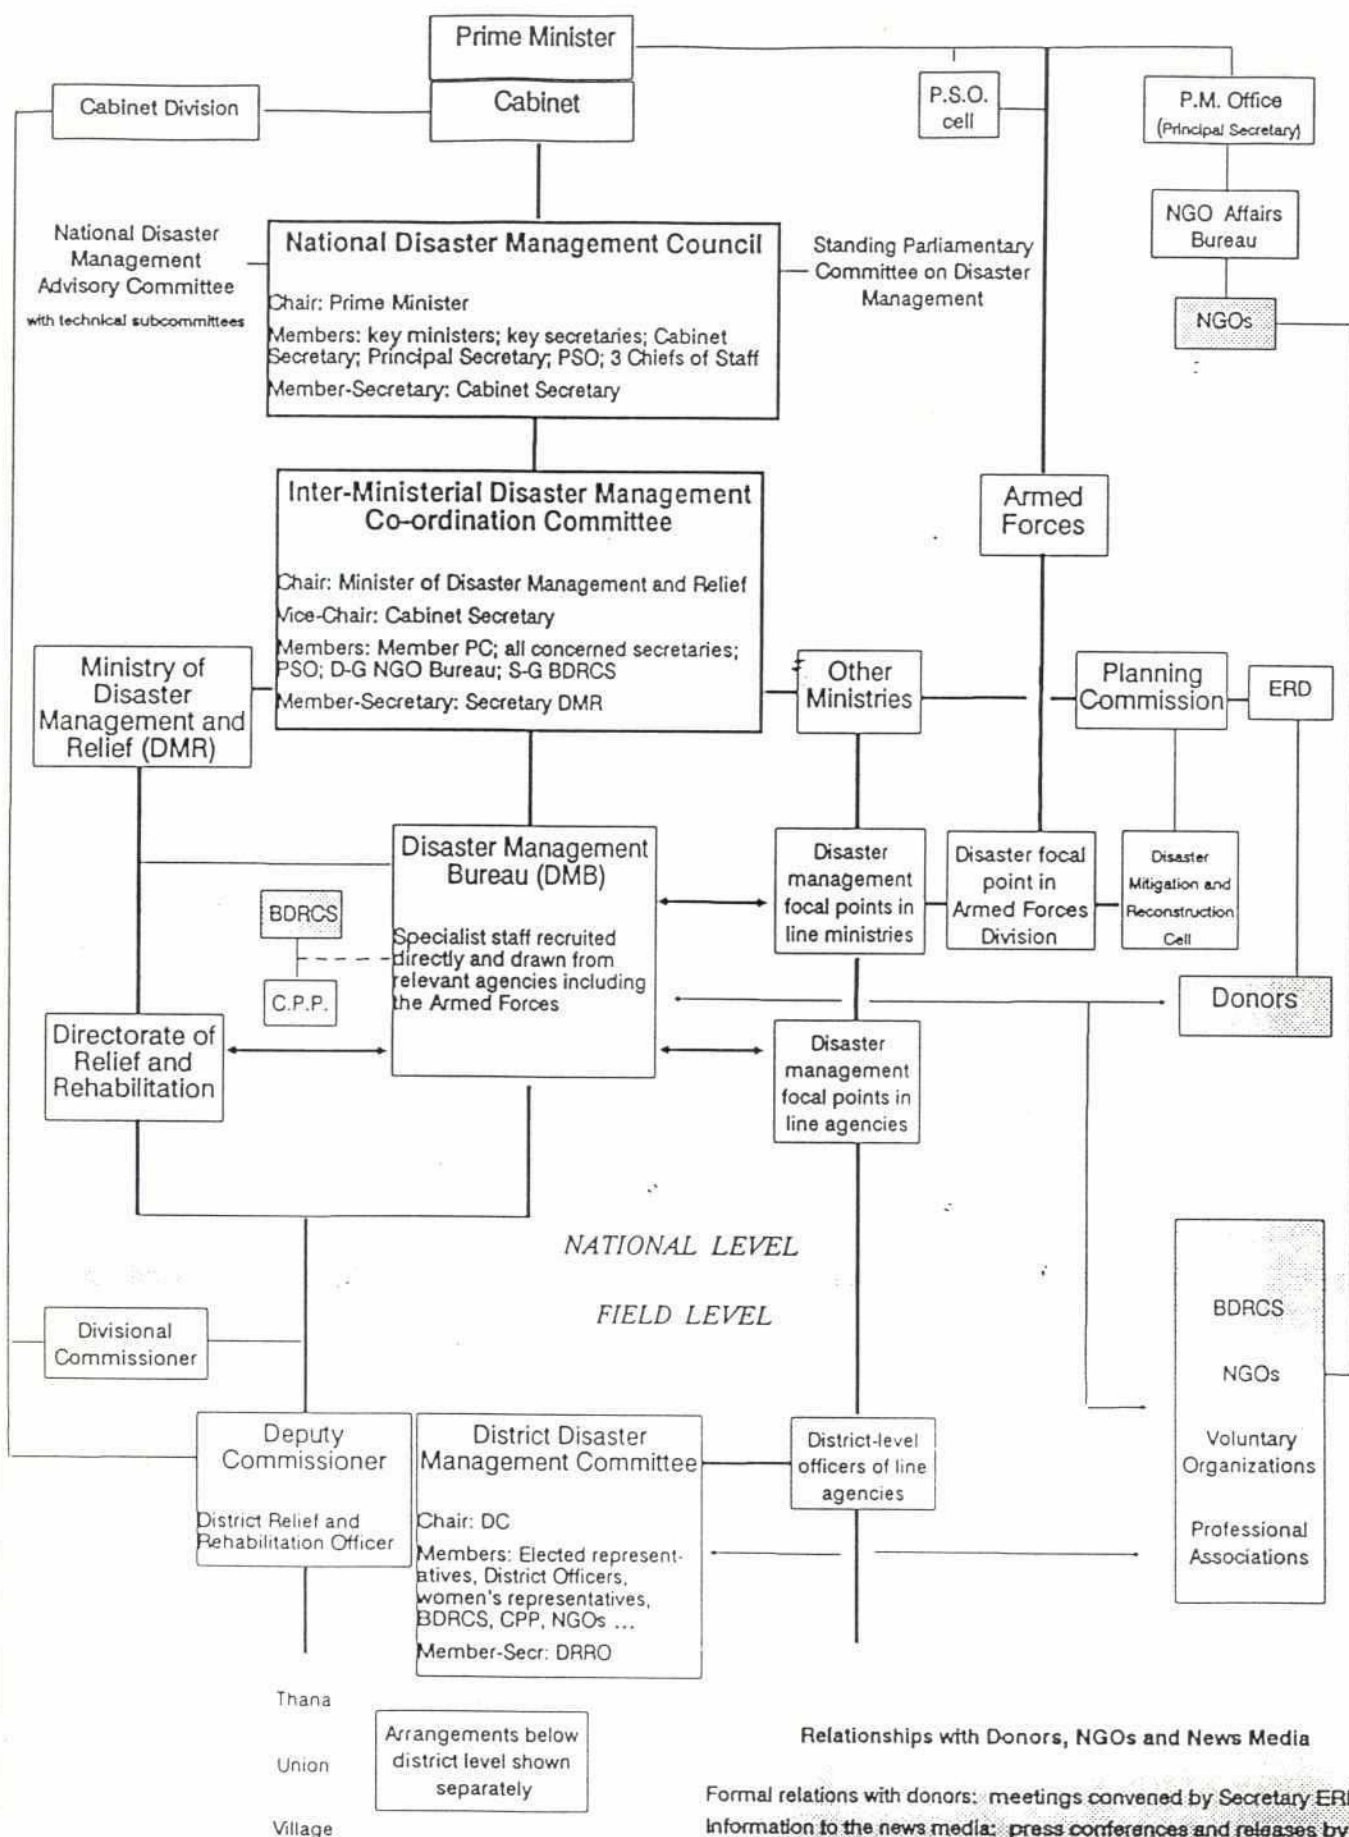 Prime Minister
Cabinet
Cabinet Division
P.S.O.
cell
P.M. Office
(Principal Secretary)
NGO Affairs
Bureau
NGOs
National Disaster
Management
Advisory Committee
with technical subcommittees
National Disaster Management Council
Chair: Prime Minister
Members: key ministers; key secretaries; Cabinet
Secretary; Principal Secretary; PSO; 3 Chiefs of Staff
Member-Secretary: Cabinet Secretary
Standing Parliamentary
Committee on Disaster
Management
Inter-Ministerial Disaster Management
Co-ordination Committee
Chair: Minister of Disaster Management and Relief
Vice-Chair: Cabinet Secretary
Members: Member PC; all concerned secretaries;
PSO; D-G NGO Bureau; S-G BDRCS
Member-Secretary: Secretary DMR
Armed
Forces
Ministry of
Disaster
Management and
Relief (DMR)
Other
Ministries
Planning
Commission
ERD
Disaster Management
Bureau (DMB)
Specialist staff recruited
directly and drawn from
relevant agencies including
the Armed Forces
BDRCS
C.P.P.
Disaster
management
focal points in
line ministries
Disaster focal
point in
Armed Forces
Division
Disaster
Mitigation and
Reconstruction
Cell
Donors
Directorate of
Relief and
Rehabilitation
Disaster
management
focal points in
line agencies
NATIONAL LEVEL
FIELD LEVEL
Divisional
Commissioner
BDRCS
NGOs
Voluntary
Organizations
Professional
Associations
Deputy
Commissioner
District Relief and
Rehabilitation Officer
District Disaster
Management Committee
Chair: DC
Members: Elected represent-
atives, District Officers,
women's representatives,
BDRCS, CPP, NGOs ...
Member-Secr: DRRO
District-level
officers of line
agencies
Thana
Union
Village
Arrangements below
district level shown
separately
Relationships with Donors, NGOs and News Media
Formal relations with donors: meetings convened by Secretary
Information to the news media: press conferences and releases by